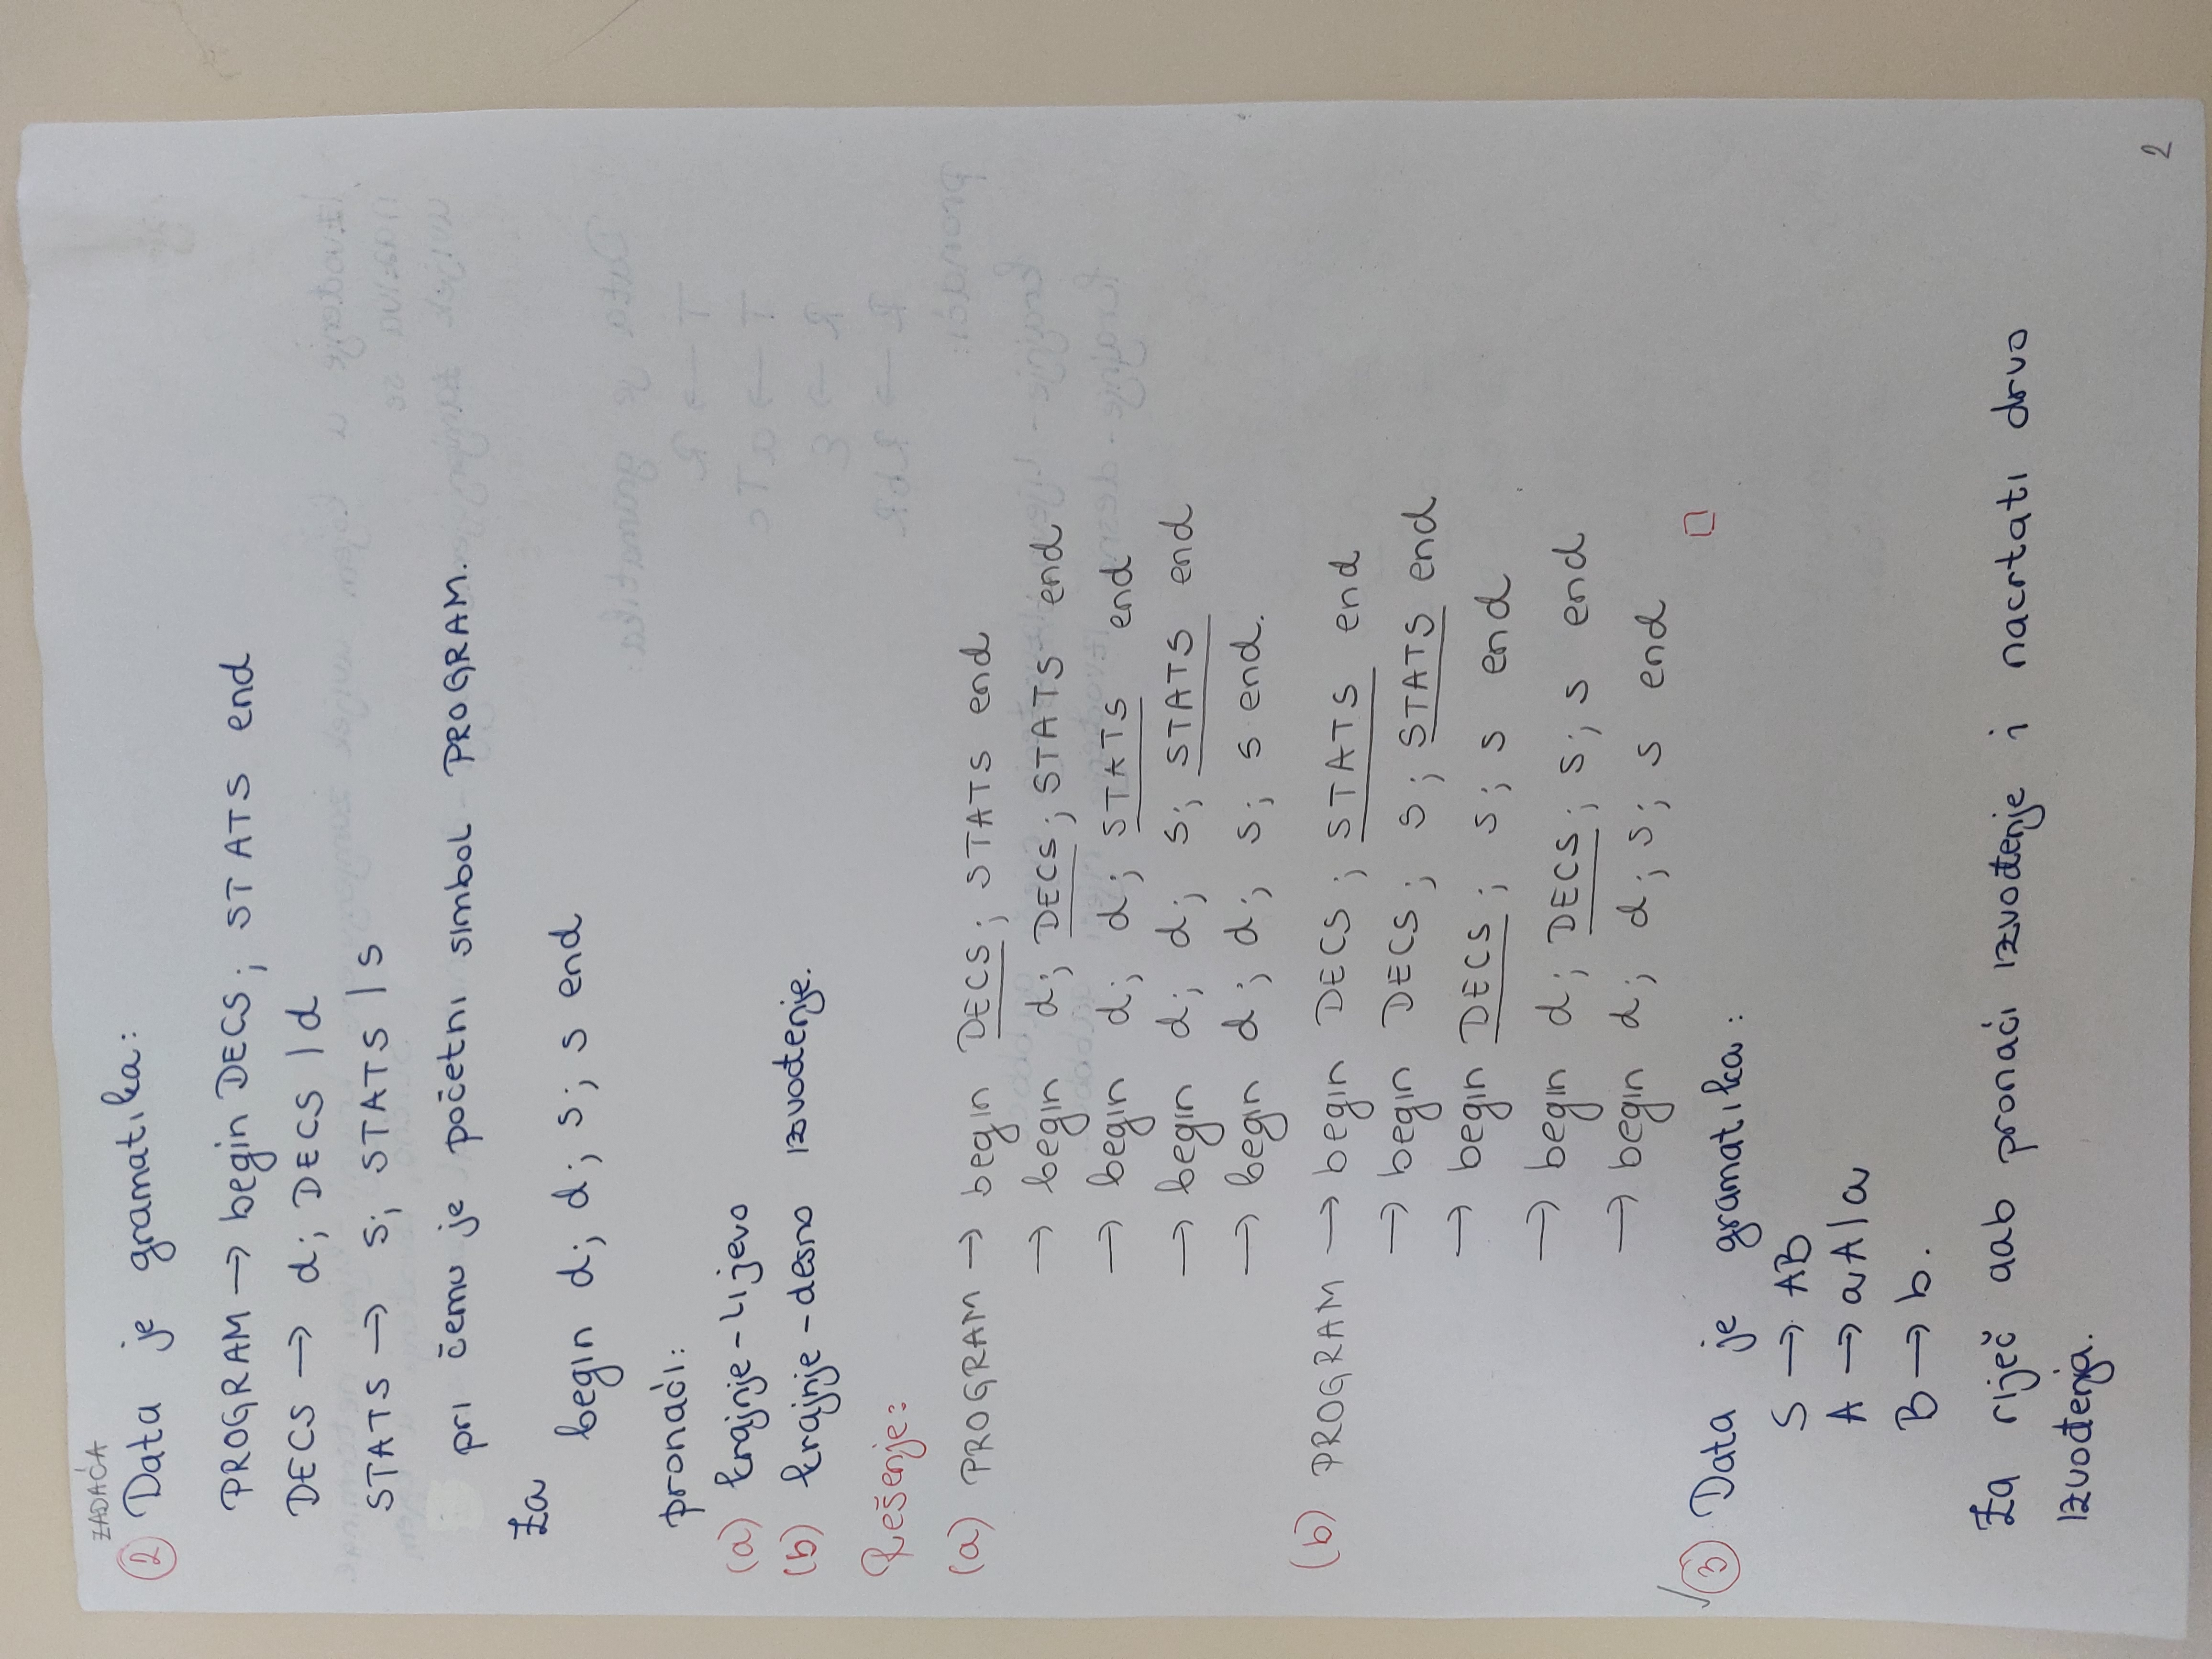 ZADAĆA
② Data je gramatika:
PROGRAM → begin DECS; STATS end
DECS → d; DECS | d
STATS → s; STATS | s
pri čemu je početni simbol PROGRAM.
Za
begin d; d; s; s end
pronaći:
(a) krajnje-lijevo
(b) krajnje-desno izvođenje.
Rešenje:
(a) PROGRAM → begin DECS; STATS end
→ begin d; DECS; STATS end
→ begin d; d; STATS end
→ begin d; d; s; STATS end
→ begin d; d; s; s end.
(b) PROGRAM → begin DECS; STATS end
→ begin DECS; s; STATS end
→ begin DECS; s; s end
→ begin d; DECS; s; s end
→ begin d; d; s; s end
□
✓ ③ Data je gramatika:
S → AB
A → aA|a
B → b.
Za riječ aab pronaći izvođenje i nacrtati drvo
izvođenja.
2